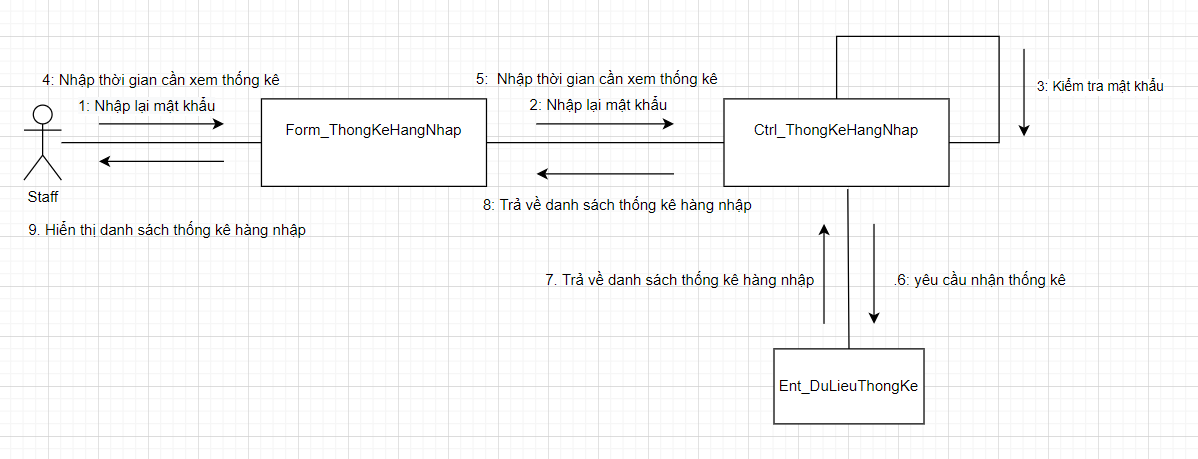 4: Nhập thời gian cần xem thống kê
5: Nhập thời gian cần xem thống kê
3: Kiểm tra mật khẩu
1: Nhập lại mật khẩu
2: Nhập lại mật khẩu
Form_ThongKeHangNhap
Ctrl_ThongKeHangNhap
Staff
8: Trả về danh sách thống kê hàng nhập
9. Hiển thị danh sách thống kê hàng nhập
7. Trả về danh sách thống kê hàng nhập
.6: yêu cầu nhận thống kê
Ent_DuLieuThongKe